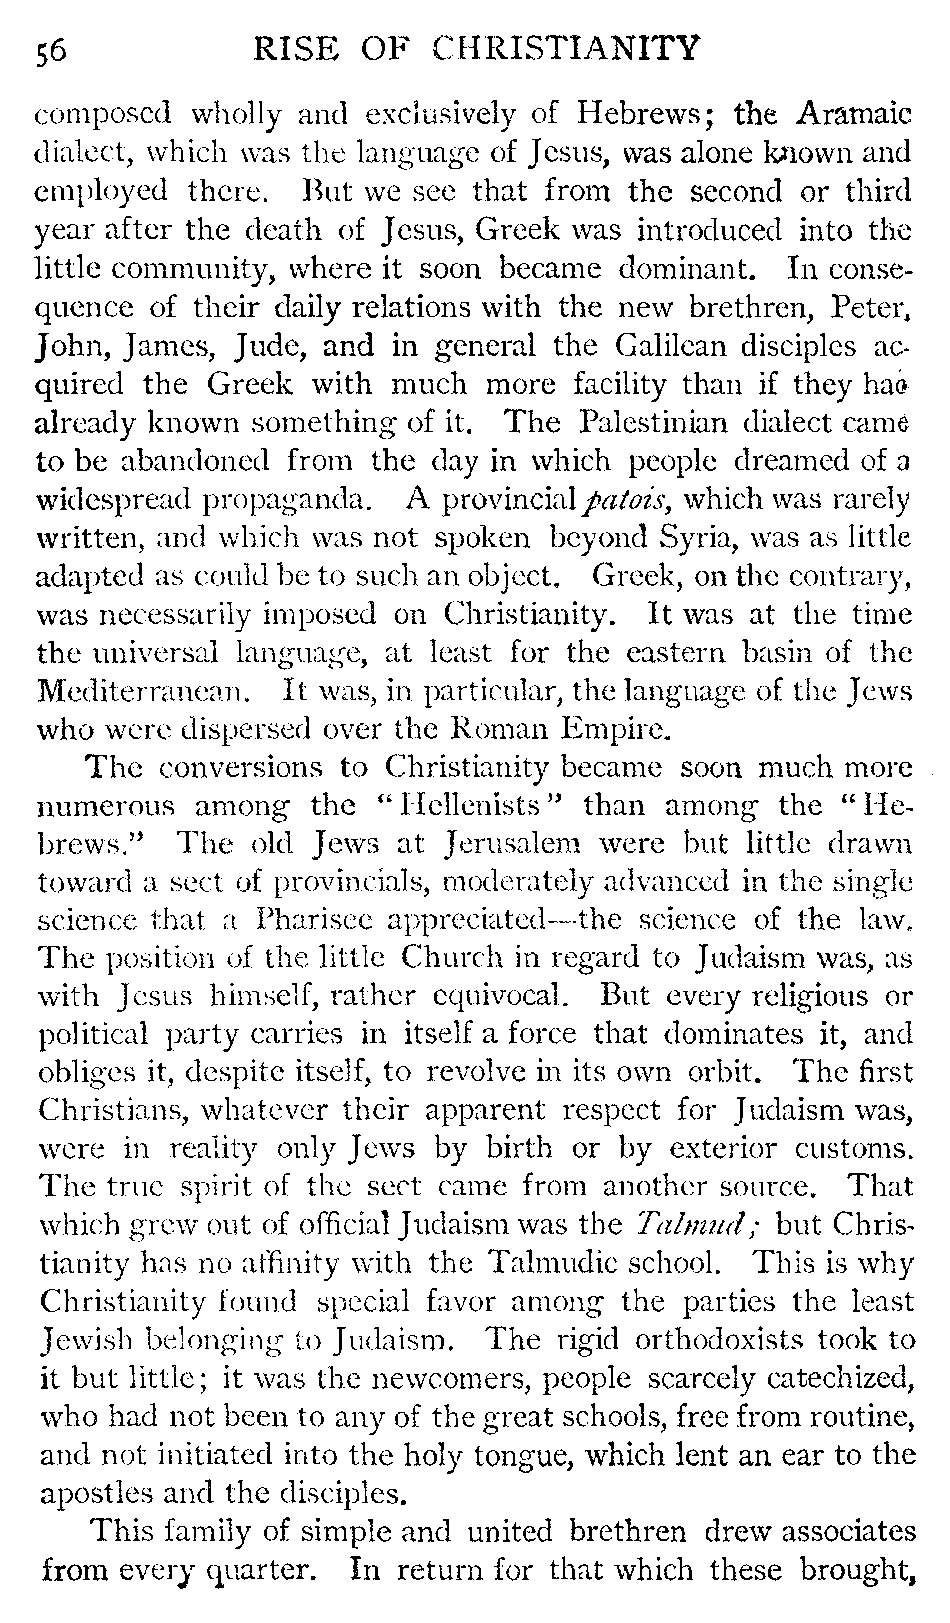 56 RISE OF CHRISTIANITY
composed wholly and exclusively of Hebrews; the Aramaic
dialect, which was the language of Jesus, was alone known and
employed there. But we see that from the second or third
year after the death of Jesus, Greek was introduced into the
little community, where it soon became dominant. In conse-
quence of their daily relations with the new brethren, Peter,
John, James, Jude, and in general the Galilean disciples ac-
quired the Greek with much more facility than if they had
already known something of it. The Palestinian dialect came
to be abandoned from the day in which people dreamed of a
widespread propaganda. A provincial patois, which was rarely
written, and which was not spoken beyond Syria, was as little
adapted as could be to such an object. Greek, on the contrary,
was necessarily imposed on Christianity. It was at the time
the universal language, at least for the eastern basin of the
Mediterranean. It was, in particular, the language of the Jews
who were dispersed over the Roman Empire.
The conversions to Christianity became soon much more
numerous among the "Hellenists" than among the "He-
brews." The old Jews at Jerusalem were but little drawn
toward a sect of provincials, moderately advanced in the single
science that a Pharisee appreciated—the science of the law.
The position of the little Church in regard to Judaism was, as
with Jesus himself, rather equivocal. But every religious or
political party carries in itself a force that dominates it, and
obliges it, despite itself, to revolve in its own orbit. The first
Christians, whatever their apparent respect for Judaism was,
were in reality only Jews by birth or by exterior customs.
The true spirit of the sect came from another source. That
which grew out of official Judaism was the Talmud; but Chris-
tianity has no affinity with the Talmudic school. This is why
Christianity found special favor among the parties the least
Jewish belonging to Judaism. The rigid orthodoxists took to
it but little; it was the newcomers, people scarcely catechized,
who had not been to any of the great schools, free from routine,
and not initiated into the holy tongue, which lent an ear to the
apostles and the disciples.
This family of simple and united brethren drew associates
from every quarter. In return for that which these brought,